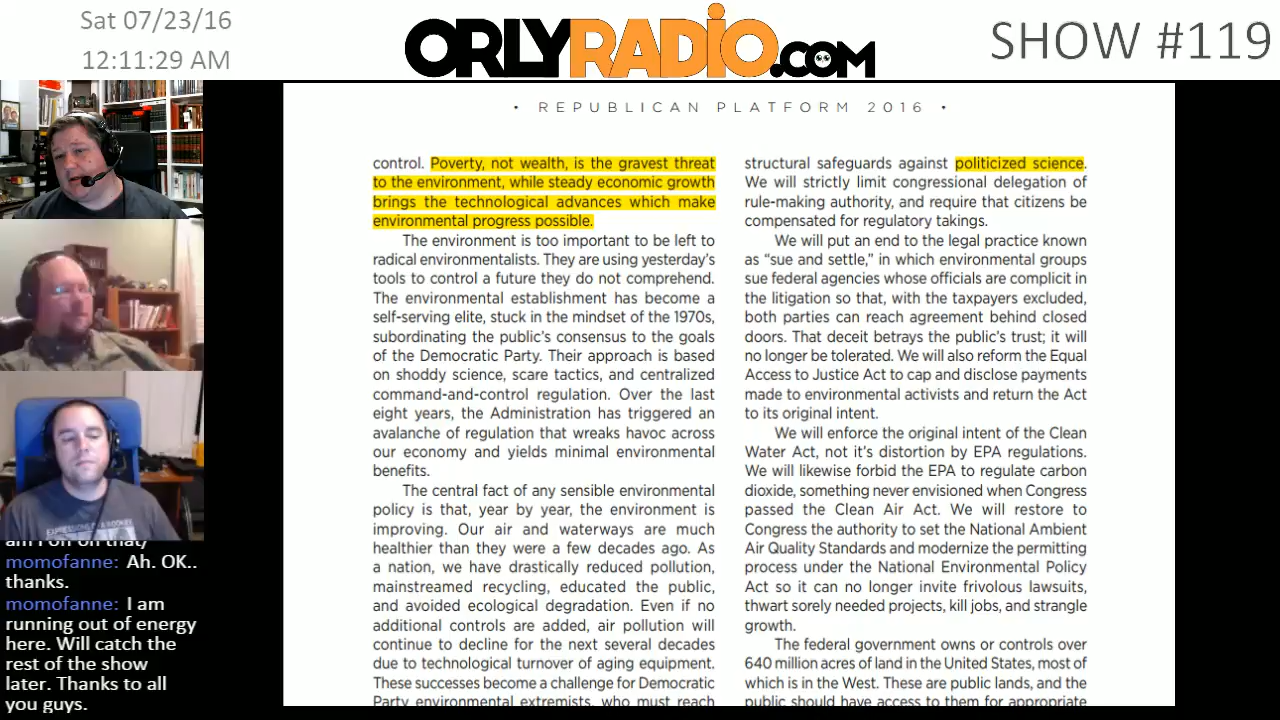 Sat 07/23/16
12:11:29 AM
ORLYRADIO.COM
SHOW #119
• REPUBLICAN PLATFORM 2016 •
control. Poverty, not wealth, is the gravest threat
to the environment, while steady economic growth
brings the technological advances which make
environmental progress possible.
The environment is too important to be left to
radical environmentalists. They are using yesterday's
tools to control a future they do not comprehend.
The environmental establishment has become a
self-serving elite, stuck in the mindset of the 1970s,
subordinating the public's consensus to the goals
of the Democratic Party. Their approach is based
on shoddy science, scare tactics, and centralized
command-and-control regulation. Over the last
eight years, the Administration has triggered an
avalanche of regulation that wreaks havoc across
our economy and yields minimal environmental
benefits.
The central fact of any sensible environmental
policy is that, year by year, the environment is
improving. Our air and waterways are much
healthier than they were a few decades ago. As
a nation, we have drastically reduced pollution,
mainstreamed recycling, educated the public,
and avoided ecological degradation. Even if no
additional controls are added, air pollution will
continue to decline for the next several decades
due to technological turnover of aging equipment.
These successes become a challenge for Democratic
Party environmental extremists, who must reach
structural safeguards against politicized science.
We will strictly limit congressional delegation of
rule-making authority, and require that citizens be
compensated for regulatory takings.
We will put an end to the legal practice known
as “sue and settle,” in which environmental groups
sue federal agencies whose officials are complicit in
the litigation so that, with the taxpayers excluded,
both parties can reach agreement behind closed
doors. That deceit betrays the public's trust; it will
no longer be tolerated. We will also reform the Equal
Access to Justice Act to cap and disclose payments
made to environmental activists and return the Act
to its original intent.
We will enforce the original intent of the Clean
Water Act, not it's distortion by EPA regulations.
We will likewise forbid the EPA to regulate carbon
dioxide, something never envisioned when Congress
passed the Clean Air Act. We will restore to
Congress the authority to set the National Ambient
Air Quality Standards and modernize the permitting
process under the National Environmental Policy
Act so it can no longer invite frivolous lawsuits,
thwart sorely needed projects, kill jobs, and strangle
growth.
The federal government owns or controls over
640 million acres of land in the United States, most of
which is in the West. These are public lands, and the
public should have access to them for appropriate
am I off on that/
momofanne: Ah. OK..
thanks.
momofanne: I am
running out of energy
here. Will catch the
rest of the show
later. Thanks to all
you guys.